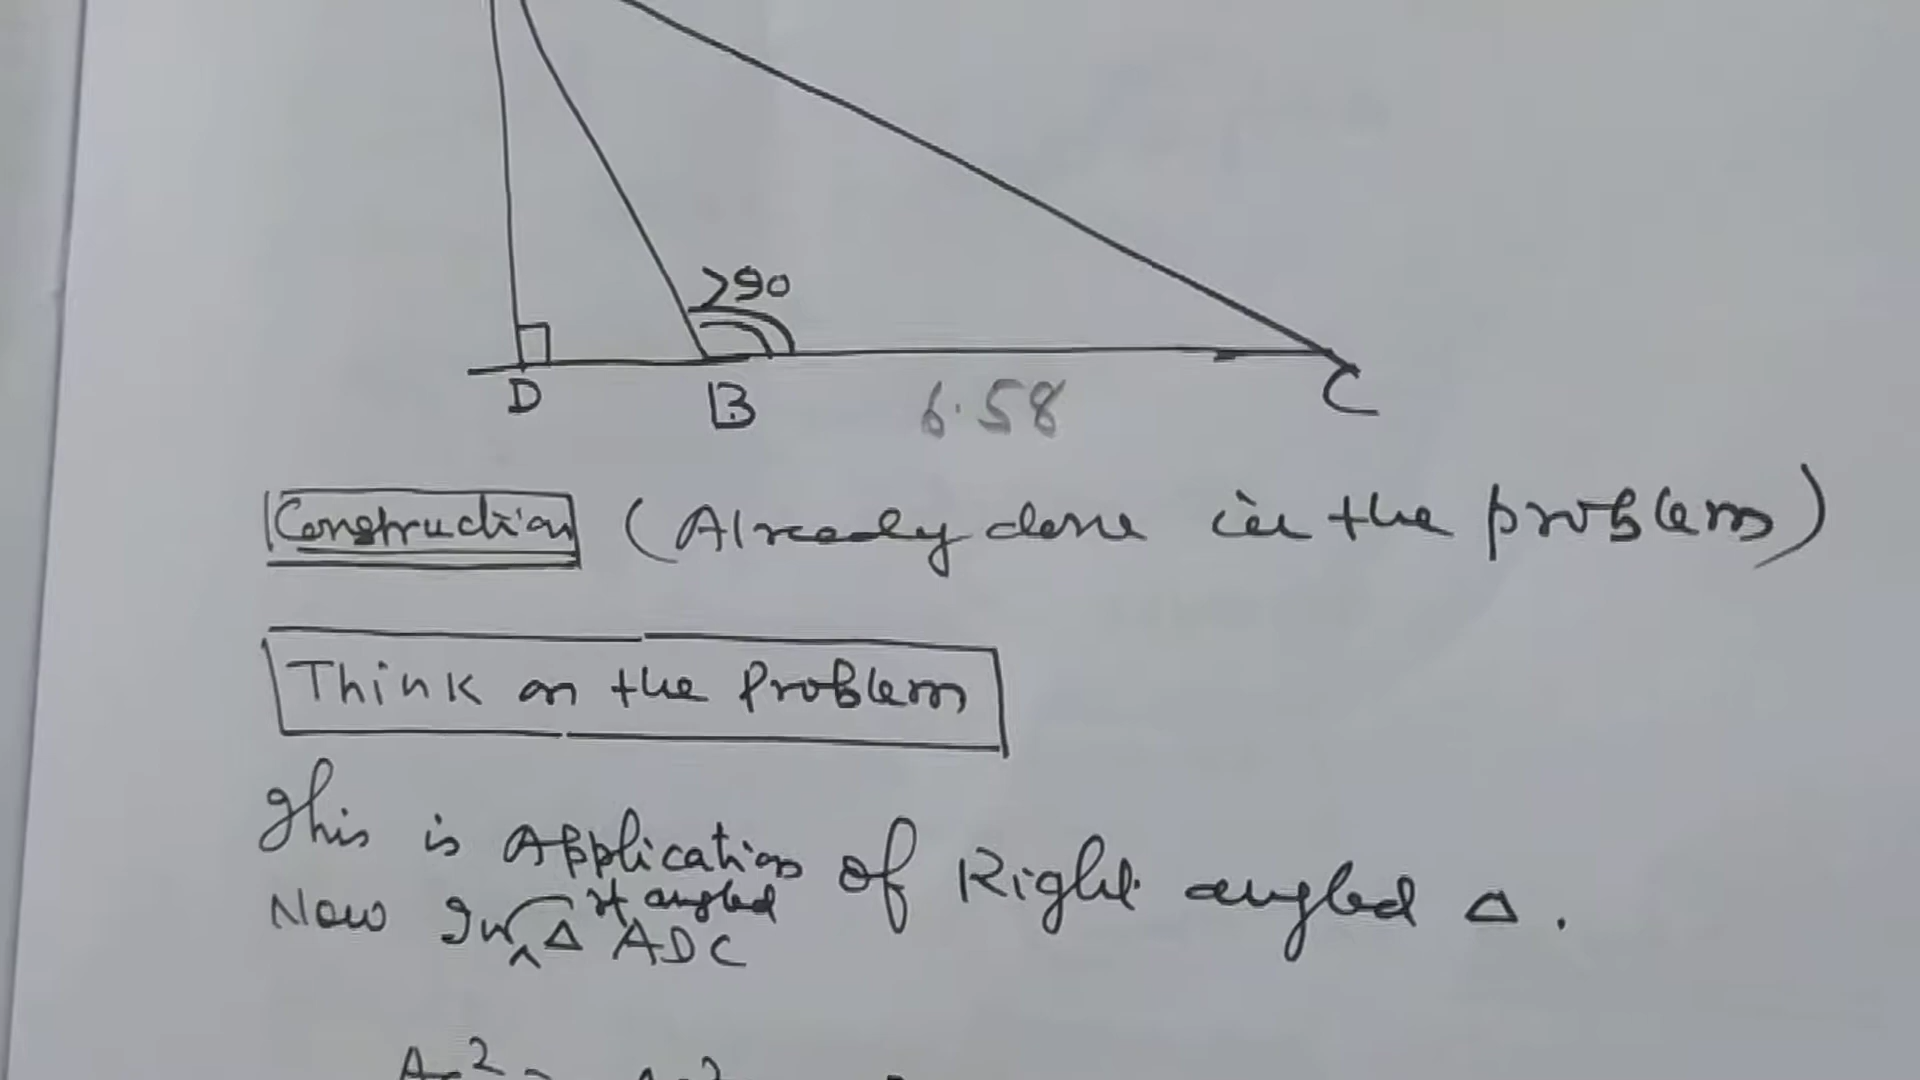 >90
D B C
6.58
Construction (Already done in the problem)
Think on the Problem
This is Application of Right angled Δ.
Now In rt angled Δ ADC